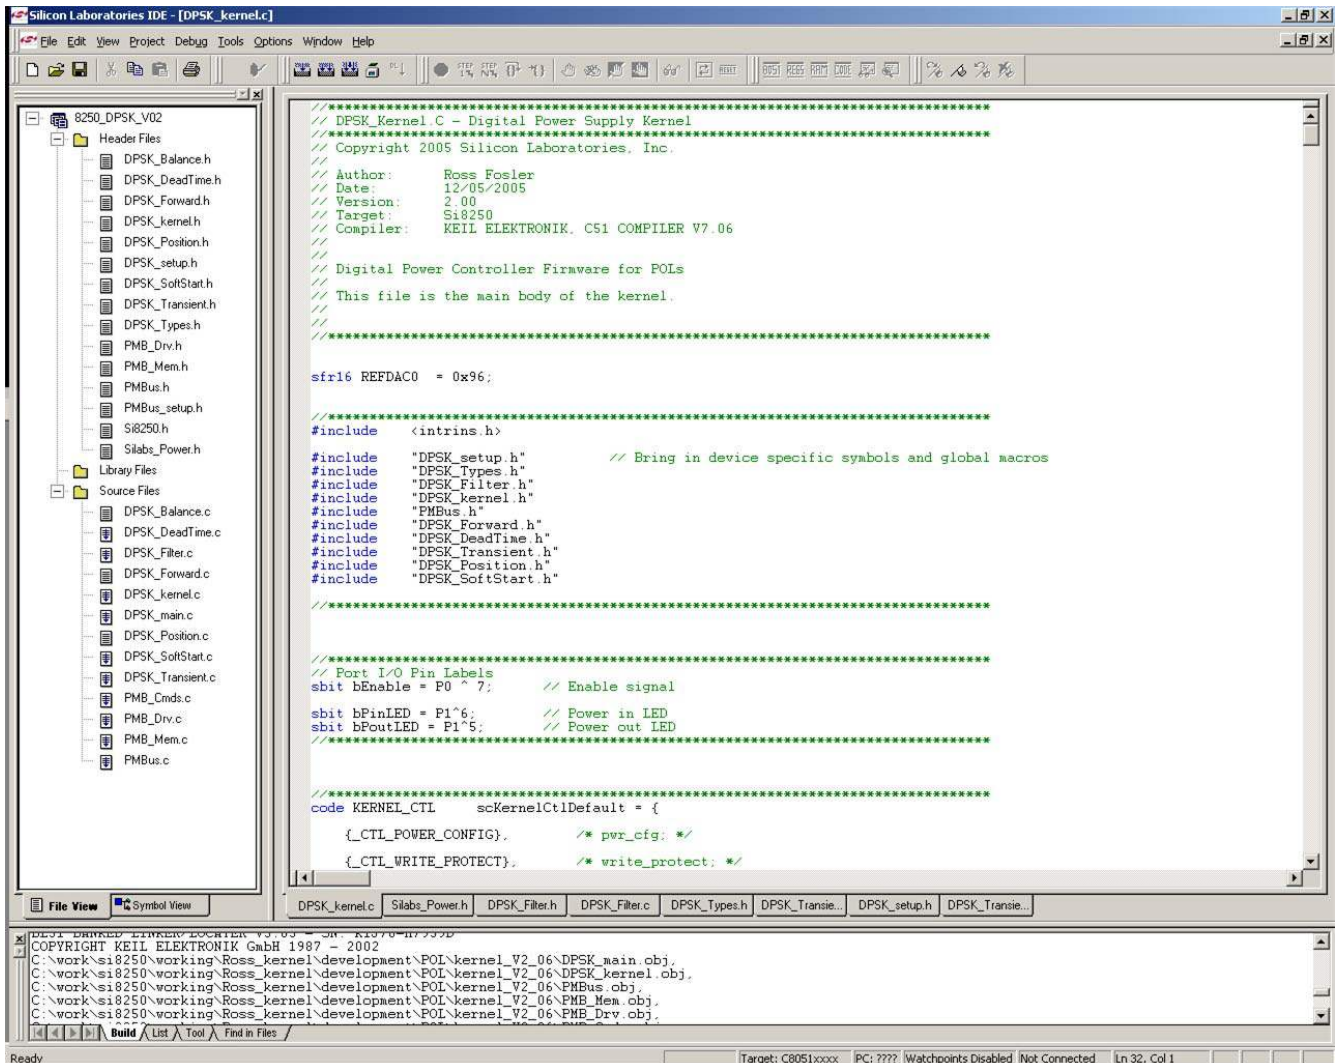 Silicon Laboratories IDE - [DPSK_kernel.c]
File Edit View Project Debug Tools Options Window Help
8250_DPSK_V02
Header Files
DPSK_Balance.h
DPSK_DeadTime.h
DPSK_Forward.h
DPSK_kernel.h
DPSK_Position.h
DPSK_setup.h
DPSK_SoftStart.h
DPSK_Transient.h
DPSK_Types.h
PMB_Drv.h
PMB_Mem.h
PMBus.h
PMBus_setup.h
Si8250.h
Silabs_Power.h
Library Files
Source Files
DPSK_Balance.c
DPSK_DeadTime.c
DPSK_Filter.c
DPSK_Forward.c
DPSK_kernel.c
DPSK_main.c
DPSK_Position.c
DPSK_SoftStart.c
DPSK_Transient.c
PMB_Cmds.c
PMB_Drv.c
PMB_Mem.c
PMBus.c
File View Symbol View
//********************************************************************************
// DPSK_Kernel.C - Digital Power Supply Kernel
//********************************************************************************
// Copyright 2005 Silicon Laboratories, Inc.
//
// Author: Ross Fosler
// Date: 12/05/2005
// Version: 2.00
// Target: Si8250
// Compiler: KEIL ELEKTRONIK, C51 COMPILER V7.06
//
//
// Digital Power Controller Firmware for POLs
//
// This file is the main body of the kernel.
//
//
//********************************************************************************
sfr16 REFDAC0 = 0x96;
//********************************************************************************
#include <intrins.h>
#include "DPSK_setup.h" // Bring in device specific symbols and global macros
#include "DPSK_Types.h"
#include "DPSK_Filter.h"
#include "DPSK_kernel.h"
#include "PMBus.h"
#include "DPSK_Forward.h"
#include "DPSK_DeadTime.h"
#include "DPSK_Transient.h"
#include "DPSK_Position.h"
#include "DPSK_SoftStart.h"
//********************************************************************************
//********************************************************************************
// Port I/O Pin Labels
sbit bEnable = P0 ^ 7; // Enable signal
sbit bPinLED = P1^6; // Power in LED
sbit bPoutLED = P1^5; // Power out LED
//********************************************************************************
//********************************************************************************
code KERNEL_CTL scKernelCtlDefault = {
{_CTL_POWER_CONFIG}, /* pwr_cfg; */
{_CTL_WRITE_PROTECT}, /* write_protect; */
DPSK_kernel.c Silabs_Power.h DPSK_Filter.h DPSK_Filter.c DPSK_Types.h DPSK_Transie... DPSK_setup.h DPSK_Transie...
COPYRIGHT KEIL ELEKTRONIK GmbH 1987 - 2002
C:\work\si8250\working\Ross_kernel\development\POL\kernel_V2_06\DPSK_main.obj,
C:\work\si8250\working\Ross_kernel\development\POL\kernel_V2_06\DPSK_kernel.obj,
C:\work\si8250\working\Ross_kernel\development\POL\kernel_V2_06\PMBus.obj,
C:\work\si8250\working\Ross_kernel\development\POL\kernel_V2_06\PMB_Mem.obj,
C:\work\si8250\working\Ross_kernel\development\POL\kernel_V2_06\PMB_Drv.obj,
Build List Tool Find in Files
Ready Target: C8051xxxx PC: ???? Watchpoints Disabled Not Connected Ln 32, Col 1